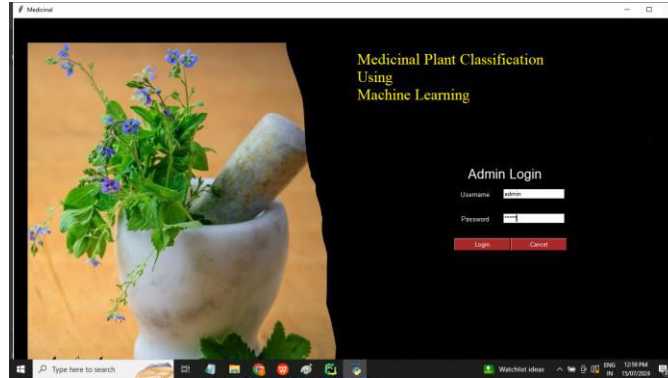 Medicinal
Medicinal Plant Classification
Using
Machine Learning
Admin Login
Username admin
Password *****
Login Cancel
Type here to search
Watchlist ideas
ENG 12:59 PM
IN 15/07/2024